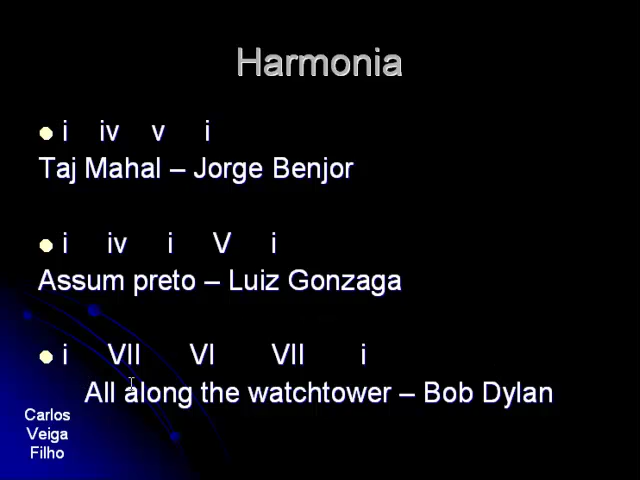 Harmonia
i iv v i
Taj Mahal – Jorge Benjor
i iv i V i
Assum preto – Luiz Gonzaga
i VII VI VII i
All along the watchtower – Bob Dylan
Carlos
Veiga
Filho